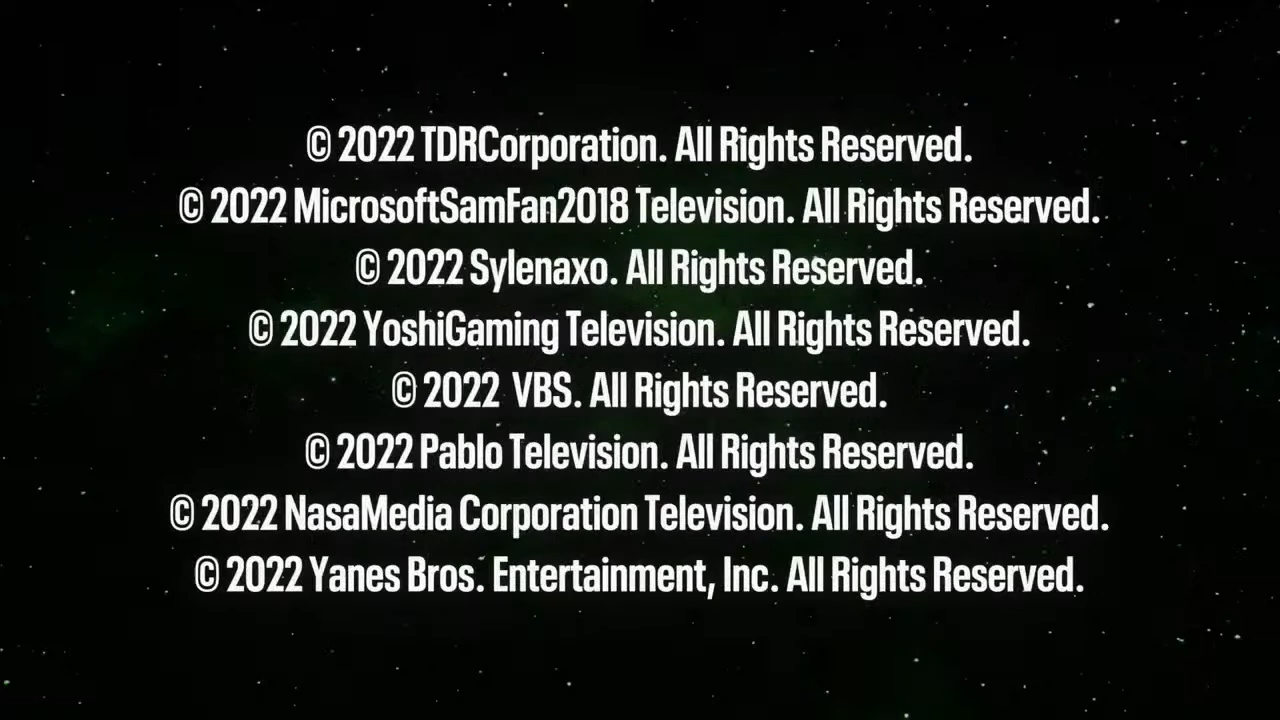 © 2022 TDRCorporation. All Rights Reserved.
© 2022 MicrosoftSamFan2018 Television. All Rights Reserved.
© 2022 Sylenaxo. All Rights Reserved.
© 2022 YoshiGaming Television. All Rights Reserved.
© 2022  VBS. All Rights Reserved.
© 2022 Pablo Television. All Rights Reserved.
© 2022 NasaMedia Corporation Television. All Rights Reserved.
© 2022 Yanes Bros. Entertainment, Inc. All Rights Reserved.